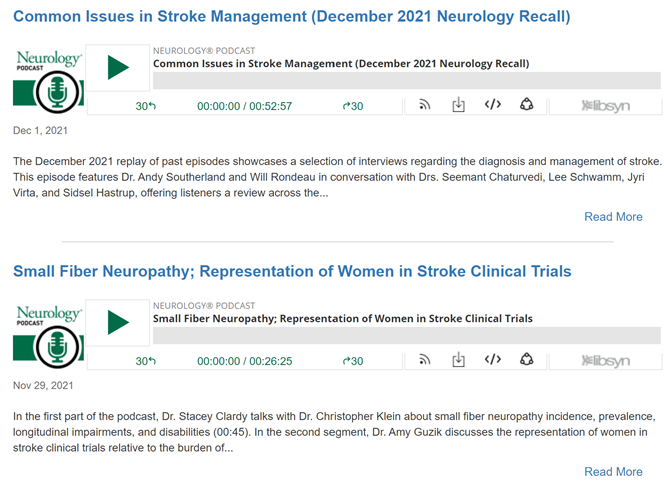 Common Issues in Stroke Management (December 2021 Neurology Recall)
Neurology®
PODCAST
NEUROLOGY® PODCAST
Common Issues in Stroke Management (December 2021 Neurology Recall)
30 00:00:00 / 00:52:57 30
libsyn
Dec 1, 2021
The December 2021 replay of past episodes showcases a selection of interviews regarding the diagnosis and management of stroke.
This episode features Dr. Andy Southerland and Will Rondeau in conversation with Drs. Seemant Chaturvedi, Lee Schwamm, Jyri
Virta, and Sidsel Hastrup, offering listeners a review across the...
Read More
Small Fiber Neuropathy; Representation of Women in Stroke Clinical Trials
Neurology®
PODCAST
NEUROLOGY® PODCAST
Small Fiber Neuropathy; Representation of Women in Stroke Clinical Trials
30 00:00:00 / 00:26:25 30
libsyn
Nov 29, 2021
In the first part of the podcast, Dr. Stacey Clardy talks with Dr. Christopher Klein about small fiber neuropathy incidence, prevalence,
longitudinal impairments, and disabilities (00:45). In the second segment, Dr. Amy Guzik discusses the representation of women in
stroke clinical trials relative to the burden of...
Read More